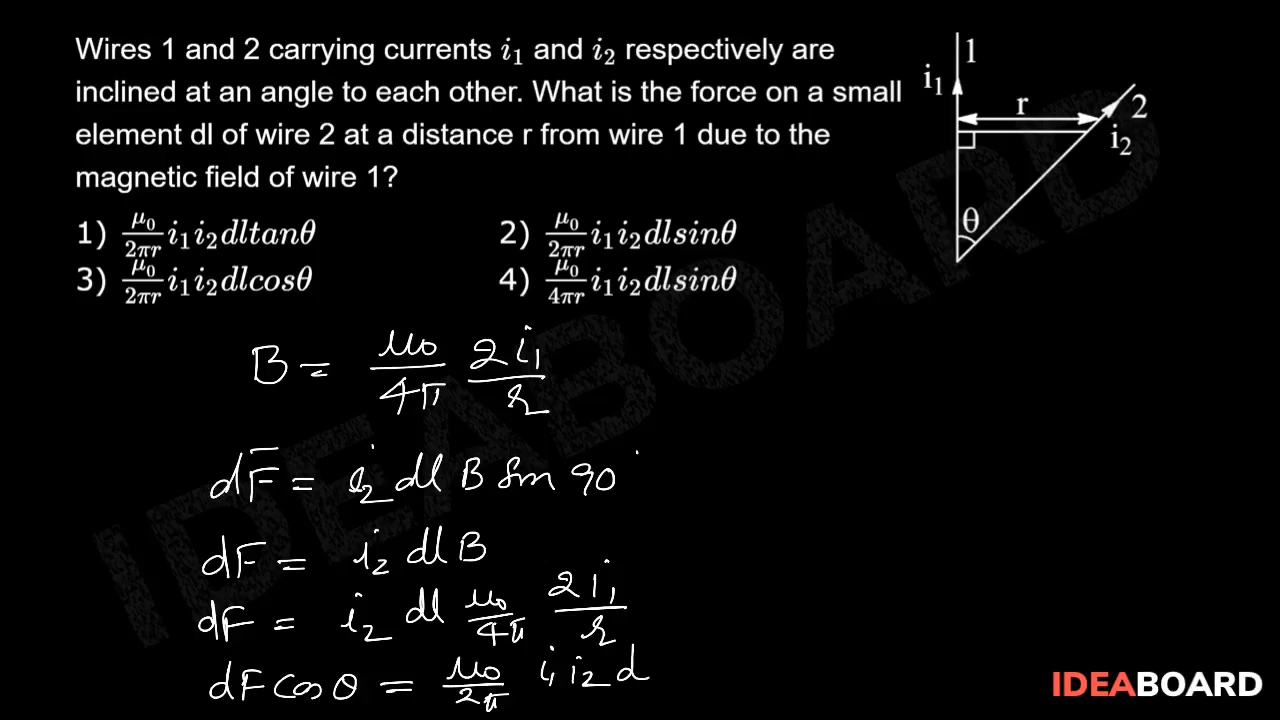 Wires 1 and 2 carrying currents i₁ and i₂ respectively are
inclined at an angle to each other. What is the force on a small
element dl of wire 2 at a distance r from wire 1 due to the
magnetic field of wire 1?
1) μ₀/2πr i₁i₂dltanθ 2) μ₀/2πr i₁i₂dlsinθ
3) μ₀/2πr i₁i₂dlcosθ 4) μ₀/4πr i₁i₂dlsinθ
1
i₁
r
2
i₂
θ
B = μ₀/4π 2i₁/r
dF̄ = i₂ dl B Sin 90°
dF = i₂ dl B
dF = i₂ dl μ₀/4π 2i₁/r
dF cos θ = μ₀/2π i₁ i₂ d
IDEABOARD
IDEABOARD